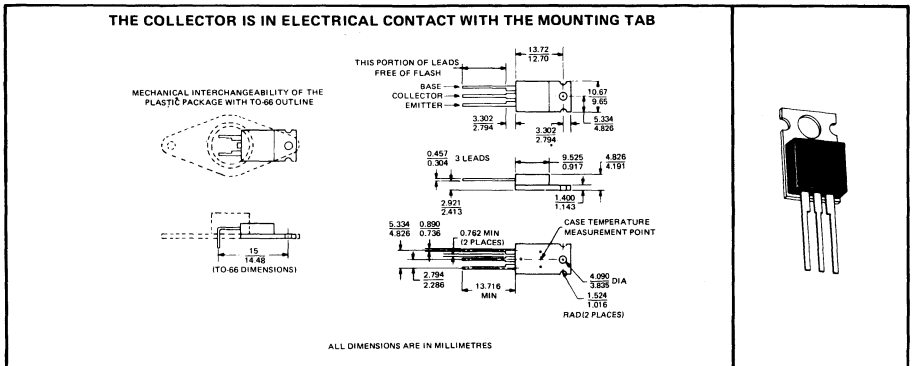 THE COLLECTOR IS IN ELECTRICAL CONTACT WITH THE MOUNTING TAB
MECHANICAL INTERCHANGEABILITY OF THE
PLASTIC PACKAGE WITH TO-66 OUTLINE
15
14.48
(TO-66 DIMENSIONS)
THIS PORTION OF LEADS
FREE OF FLASH
BASE
COLLECTOR
EMITTER
13.72
12.70
10.67
9.65
3.302
2.794
3.302
2.794
5.334
4.826
0.457
0.304
3 LEADS
9.525
0.917
4.826
4.191
2.921
2.413
1.400
1.143
5.334
4.826
0.890
0.736
0.762 MIN
(2 PLACES)
CASE TEMPERATURE
MEASUREMENT POINT
2.794
2.286
13.716
MIN
4.090
3.835
DIA
1.524
1.016
RAD(2 PLACES)
ALL DIMENSIONS ARE IN MILLIMETRES